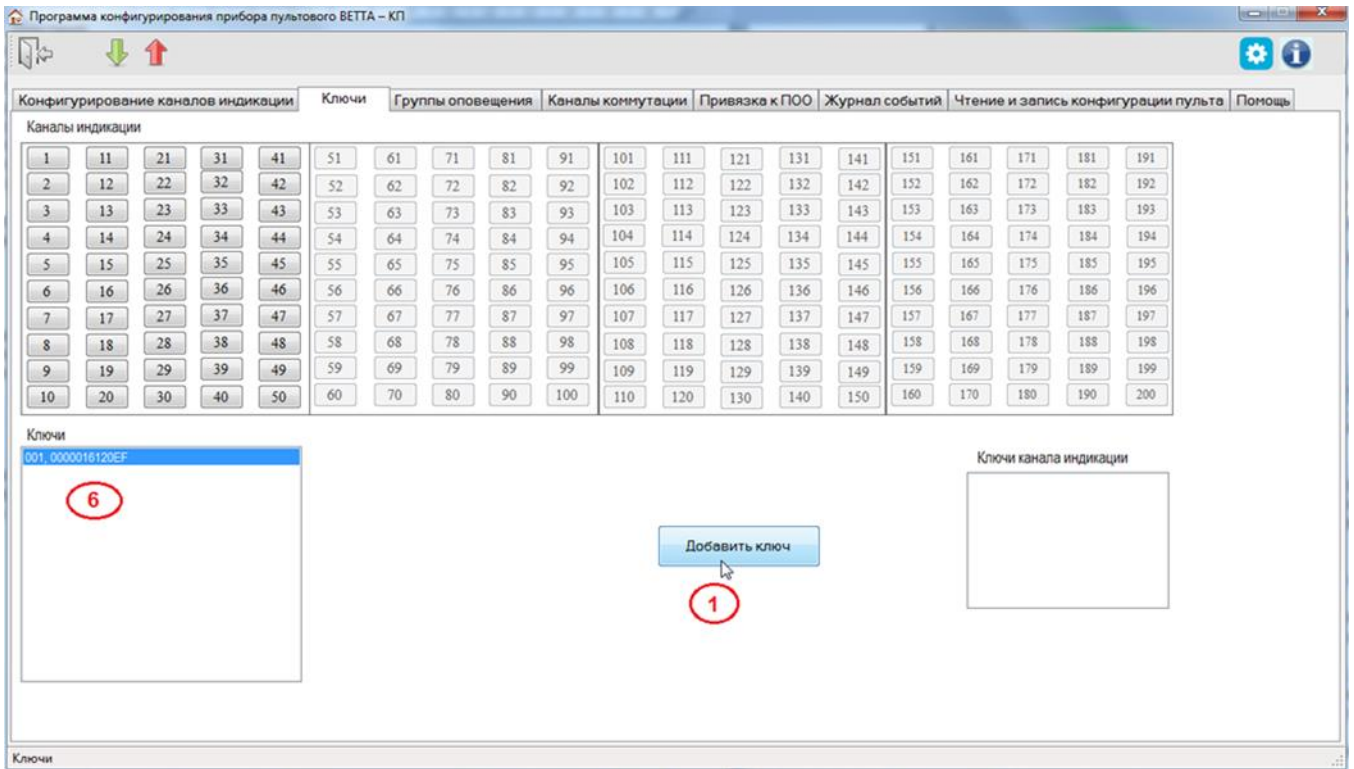 Программа конфигурирования прибора пультового ВЕТТА – КП
Конфигурирование каналов индикации Ключи Группы оповещения Каналы коммутации Привязка к ПОО Журнал событий Чтение и запись конфигурации пульта Помощь
Каналы индикации
1 11 21 31 41 51 61 71 81 91 101 111 121 131 141 151 161 171 181 191
2 12 22 32 42 52 62 72 82 92 102 112 122 132 142 152 162 172 182 192
3 13 23 33 43 53 63 73 83 93 103 113 123 133 143 153 163 173 183 193
4 14 24 34 44 54 64 74 84 94 104 114 124 134 144 154 164 174 184 194
5 15 25 35 45 55 65 75 85 95 105 115 125 135 145 155 165 175 185 195
6 16 26 36 46 56 66 76 86 96 106 116 126 136 146 156 166 176 186 196
7 17 27 37 47 57 67 77 87 97 107 117 127 137 147 157 167 177 187 197
8 18 28 38 48 58 68 78 88 98 108 118 128 138 148 158 168 178 188 198
9 19 29 39 49 59 69 79 89 99 109 119 129 139 149 159 169 179 189 199
10 20 30 40 50 60 70 80 90 100 110 120 130 140 150 160 170 180 190 200
Ключи
001, 0000016120EF
Ключи канала индикации
6
Добавить ключ
1
Ключи